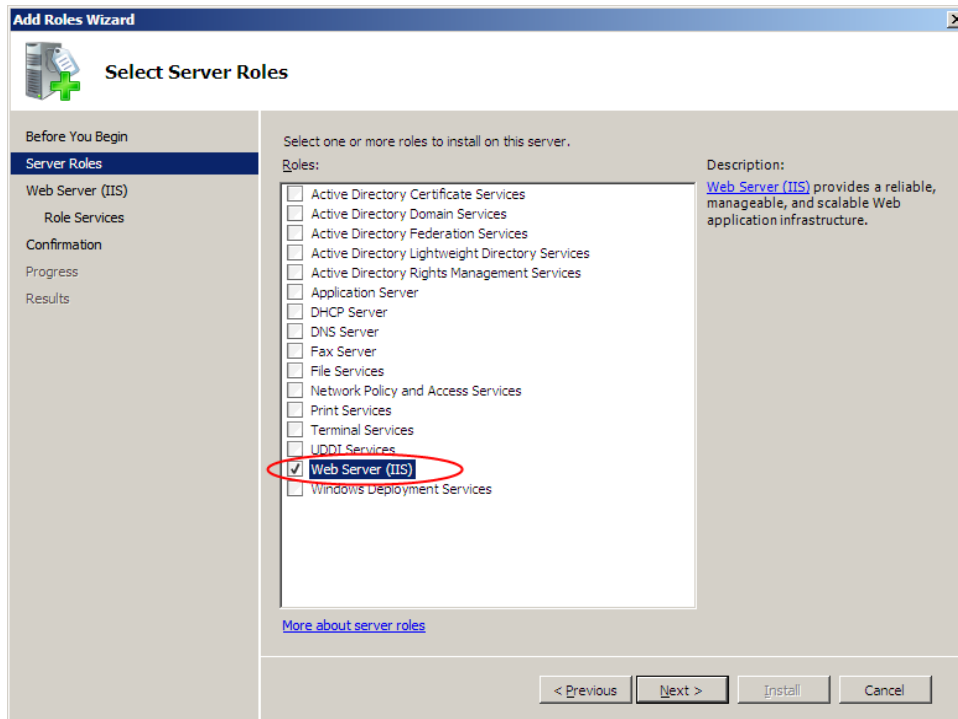 Add Roles Wizard
Select Server Roles
Before You Begin
Server Roles
Web Server (IIS)
Role Services
Confirmation
Progress
Results
Select one or more roles to install on this server.
Roles:
Active Directory Certificate Services
Active Directory Domain Services
Active Directory Federation Services
Active Directory Lightweight Directory Services
Active Directory Rights Management Services
Application Server
DHCP Server
DNS Server
Fax Server
File Services
Network Policy and Access Services
Print Services
Terminal Services
UDDI Services
Web Server (IIS)
Windows Deployment Services
More about server roles
Description:
Web Server (IIS) provides a reliable,
manageable, and scalable Web
application infrastructure.
< Previous
Next >
Install
Cancel